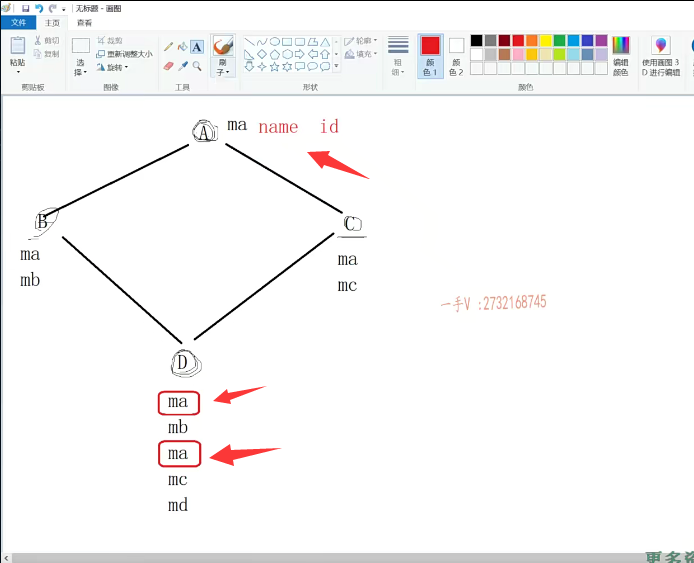 无标题 - 画图
文件 主页 查看
粘贴
剪切
复制
剪贴板
选择
裁剪
重新调整大小
旋转
图像
A
工具
刷子
形状
轮廓
填充
粗细
颜色 1
颜色 2
颜色
编辑颜色
使用画图 3D 进行编辑
A ma name id
B
ma
mb
C
ma
mc
一手V :2732168745
D
ma
mb
ma
mc
md